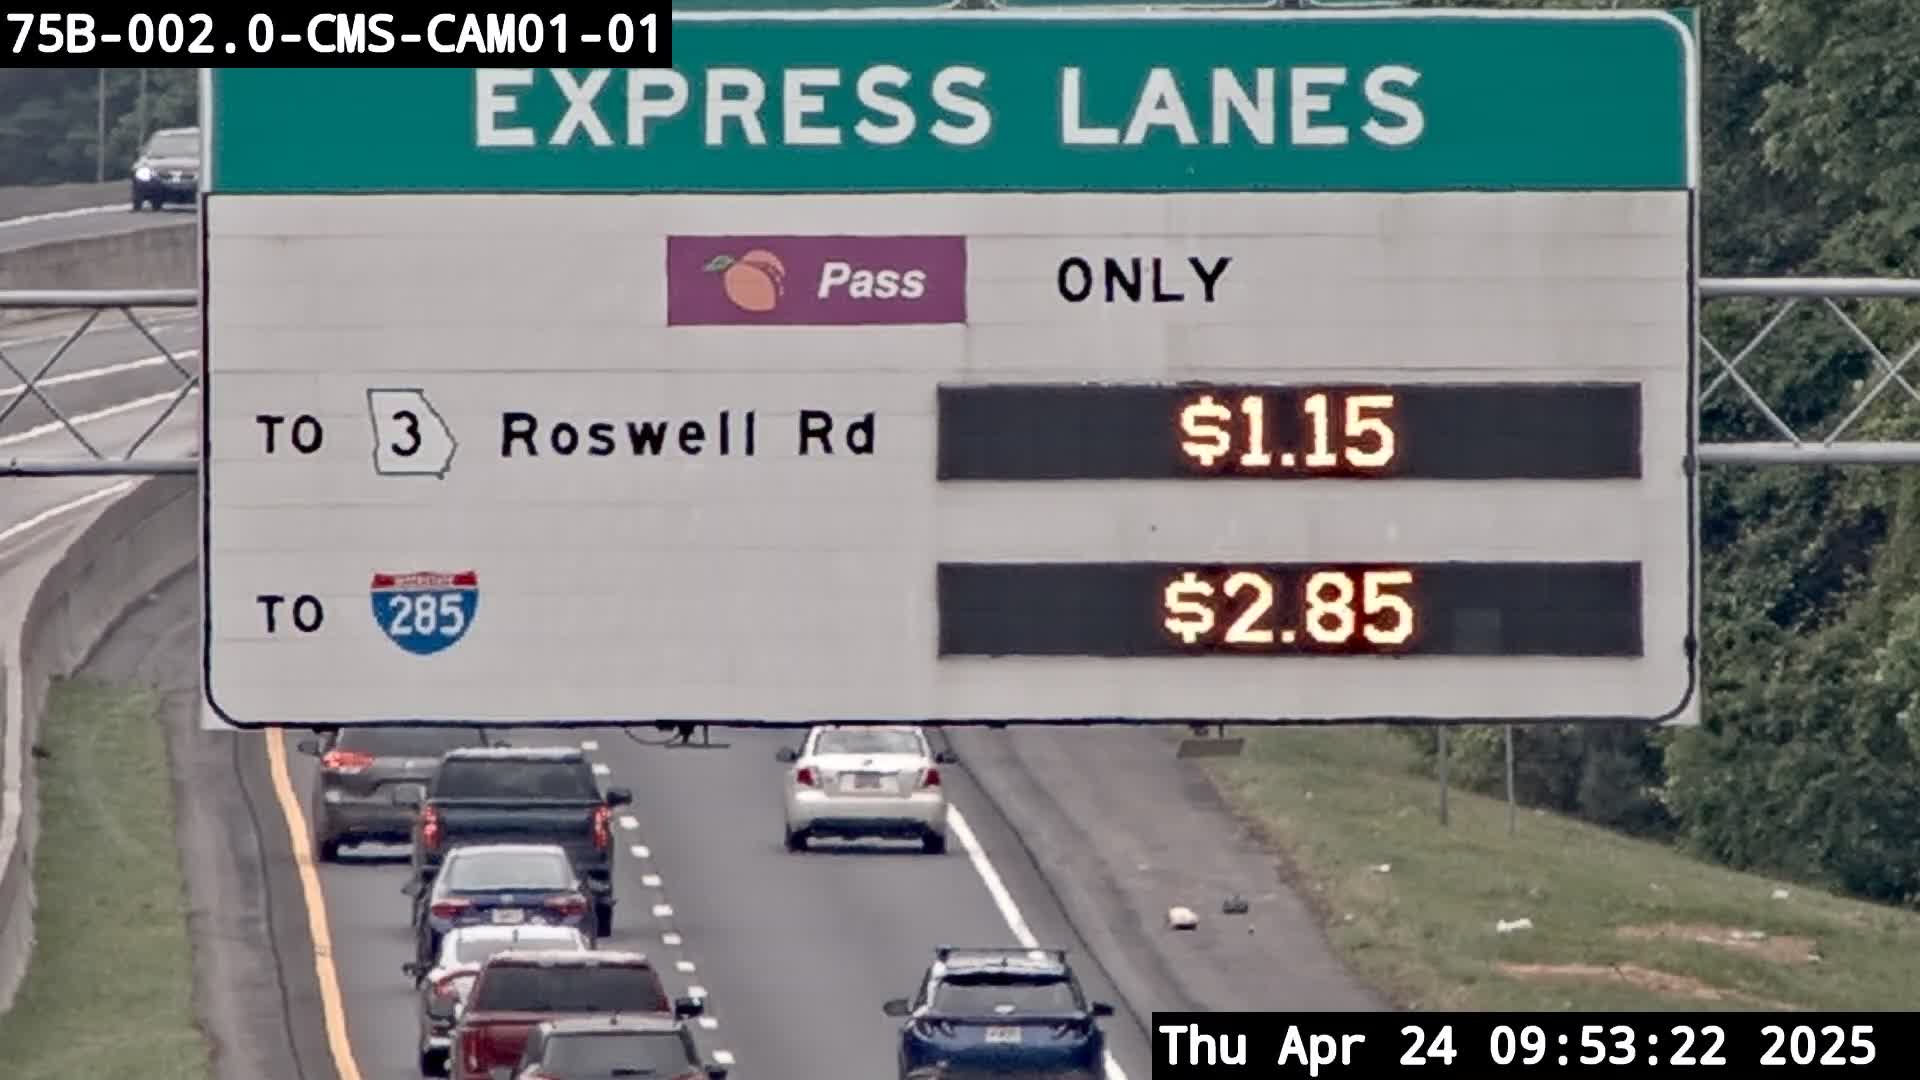 75B-002.0-CMS-CAM01-01
EXPRESS LANES
Pass ONLY
TO 3 Roswell Rd $1.15
INTERSTATE
TO 285 $2.85
Thu Apr 24 09:53:22 2025